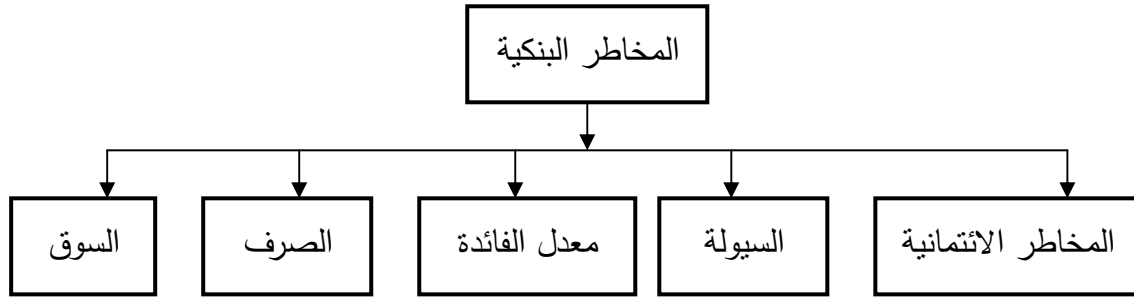 المخاطر البنكية
المخاطر الائتمانية
السيولة
معدل الفائدة
الصرف
السوق